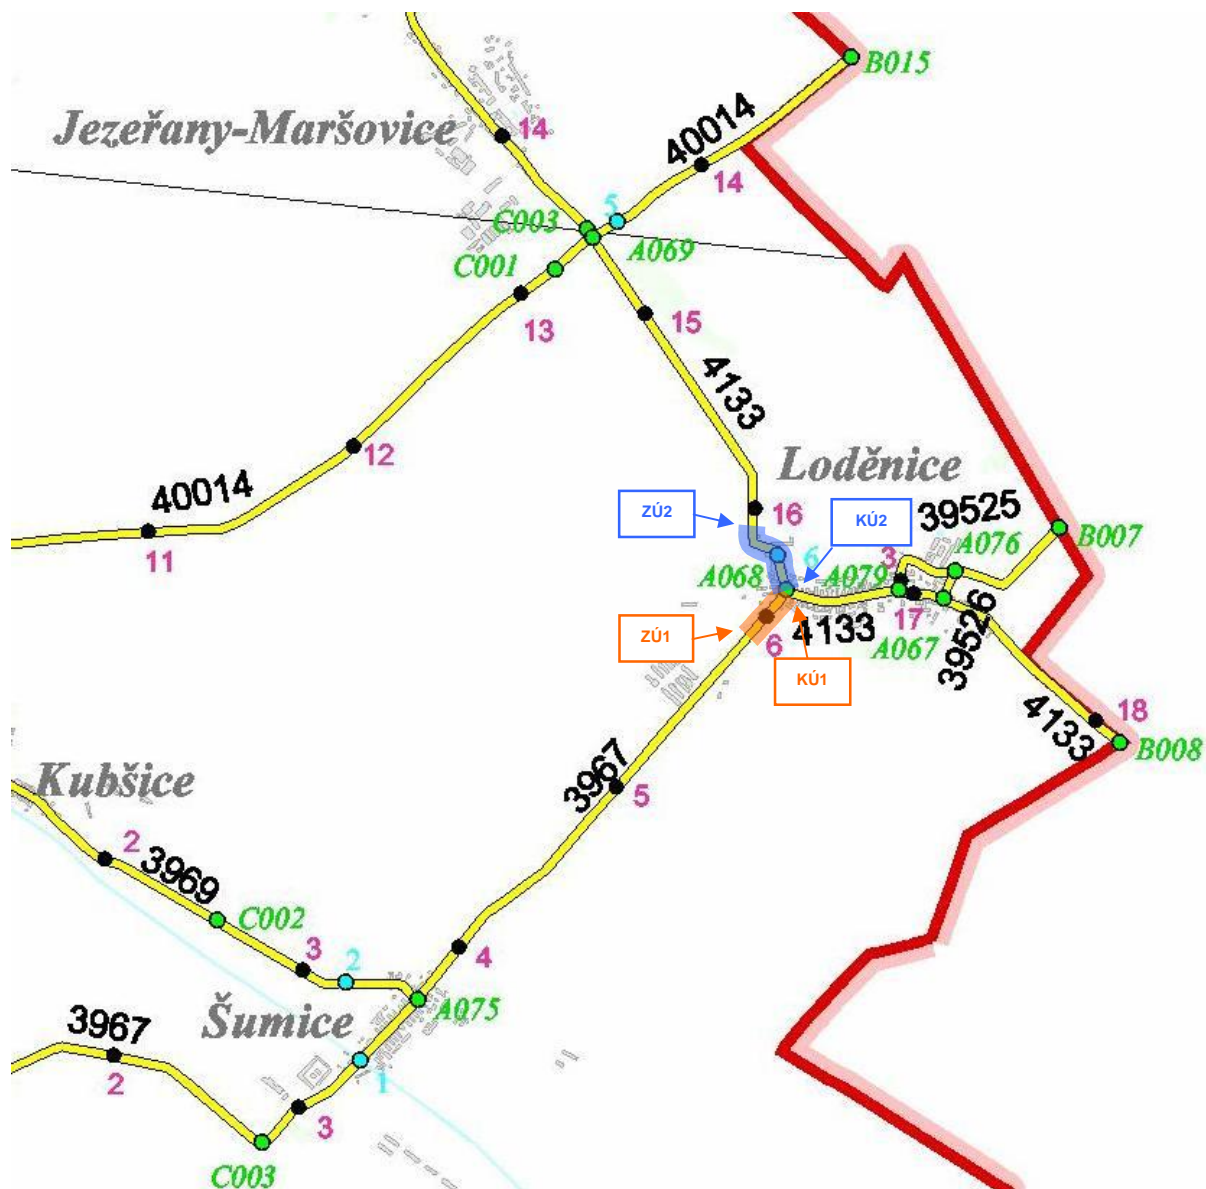 B015
40014
Jezeřany-Maršovice
14
14
5
C003
A069
C001
13
15
4133
12
Loděnice
40014
ZÚ2
16
KÚ2
39525
11
B007
6
A076
A068
A079
3
ZÚ1
6
4133
17
A067
39526
KÚ1
18
4133
B008
Kubšice
3967
5
2
3969
C002
3
2
4
A075
Šumice
3967
2
1
3
C003